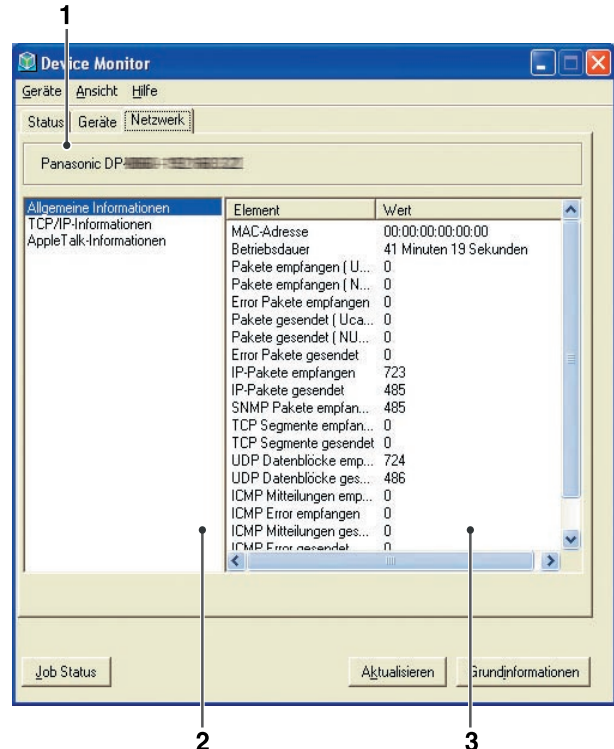 1
Device Monitor
Geräte Ansicht Hilfe
Status Geräte Netzwerk
Panasonic DP
Allgemeine Informationen
TCP/IP-Informationen
AppleTalk-Informationen
Element Wert
MAC-Adresse 00:00:00:00:00:00
Betriebsdauer 41 Minuten 19 Sekunden
Pakete empfangen ( U... 0
Pakete empfangen ( N... 0
Error Pakete empfangen 0
Pakete gesendet ( Uca... 0
Pakete gesendet ( NU... 0
Error Pakete gesendet 0
IP-Pakete empfangen 723
IP-Pakete gesendet 485
SNMP Pakete empfan... 485
TCP Segmente empfan... 0
TCP Segmente gesendet 0
UDP Datenblöcke emp... 724
UDP Datenblöcke ges... 486
ICMP Mitteilungen emp... 0
ICMP Error empfangen 0
ICMP Mitteilungen ges... 0
ICMP Error gesendet 0
Job Status Aktualisieren Grundinformationen
2 3